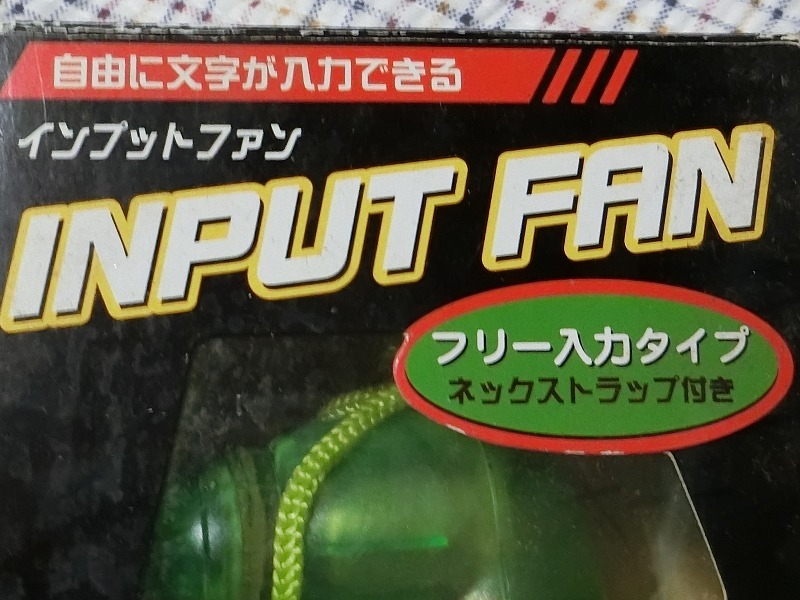 自由に文字が入力できる
インプットファン
INPUT FAN
フリー入力タイプ
ネックストラップ付き